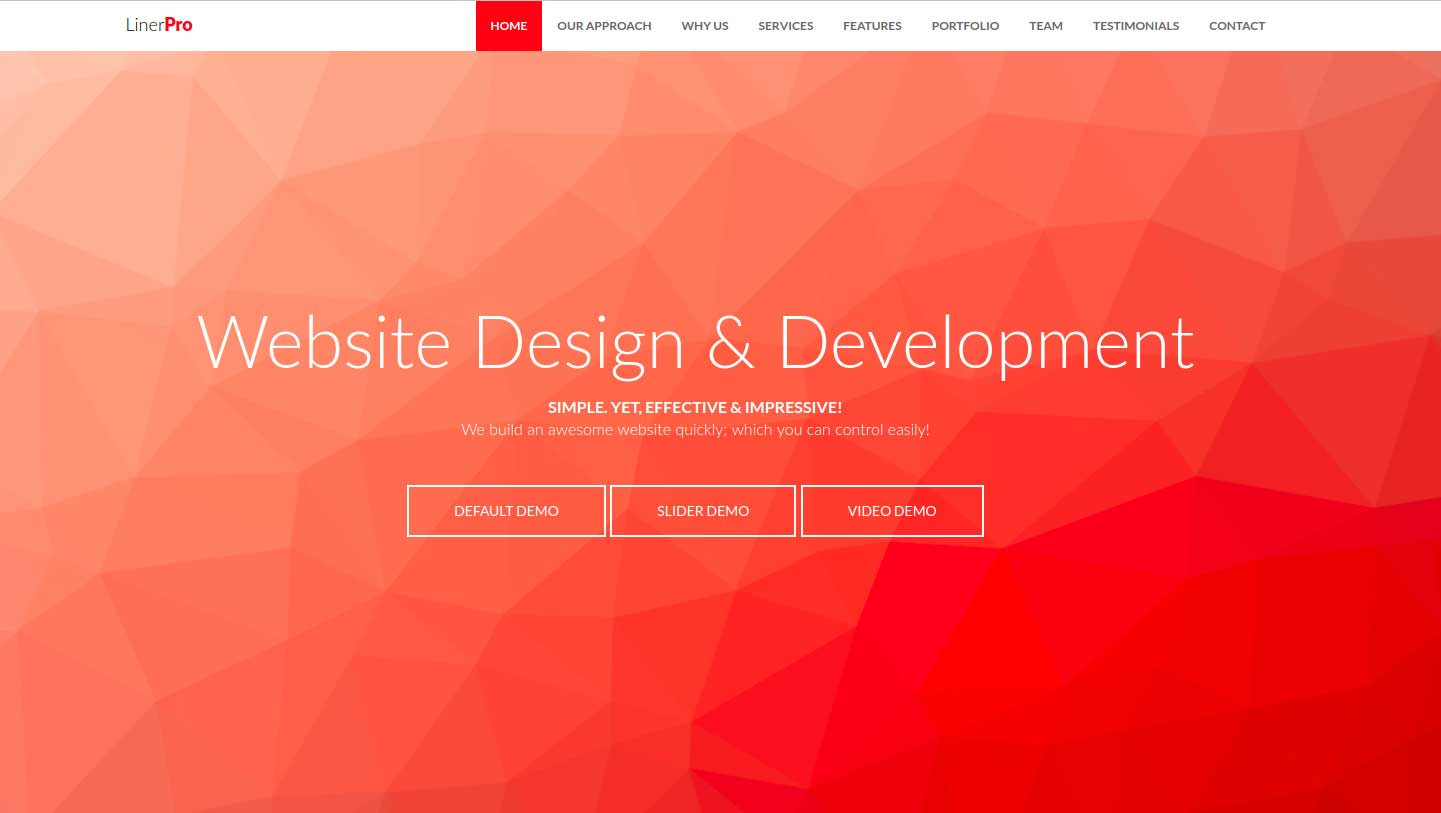 LinerPro
HOME OUR APPROACH WHY US SERVICES FEATURES PORTFOLIO TEAM TESTIMONIALS CONTACT
Website Design & Development
SIMPLE. YET, EFFECTIVE & IMPRESSIVE!
We build an awesome website quickly; which you can control easily!
DEFAULT DEMO SLIDER DEMO VIDEO DEMO